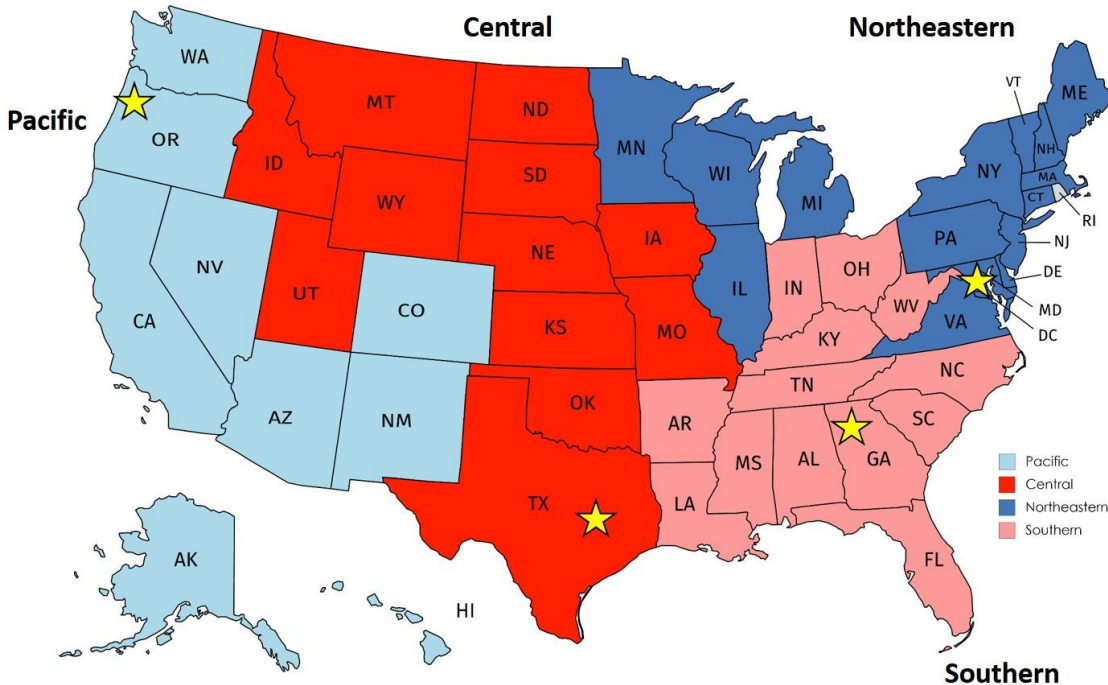 Central
Northeastern
Pacific
WA
OR
MT
ID
WY
ND
SD
NE
MN
WI
MI
IA
IL
VT
ME
NH
NY
MA
CT
RI
PA
NJ
DE
MD
DC
NV
UT
CA
CO
KS
MO
IN
OH
WV
VA
KY
AZ
NM
OK
AR
TN
NC
SC
MS
AL
GA
TX
LA
FL
AK
HI
Pacific
Central
Northeastern
Southern
Southern